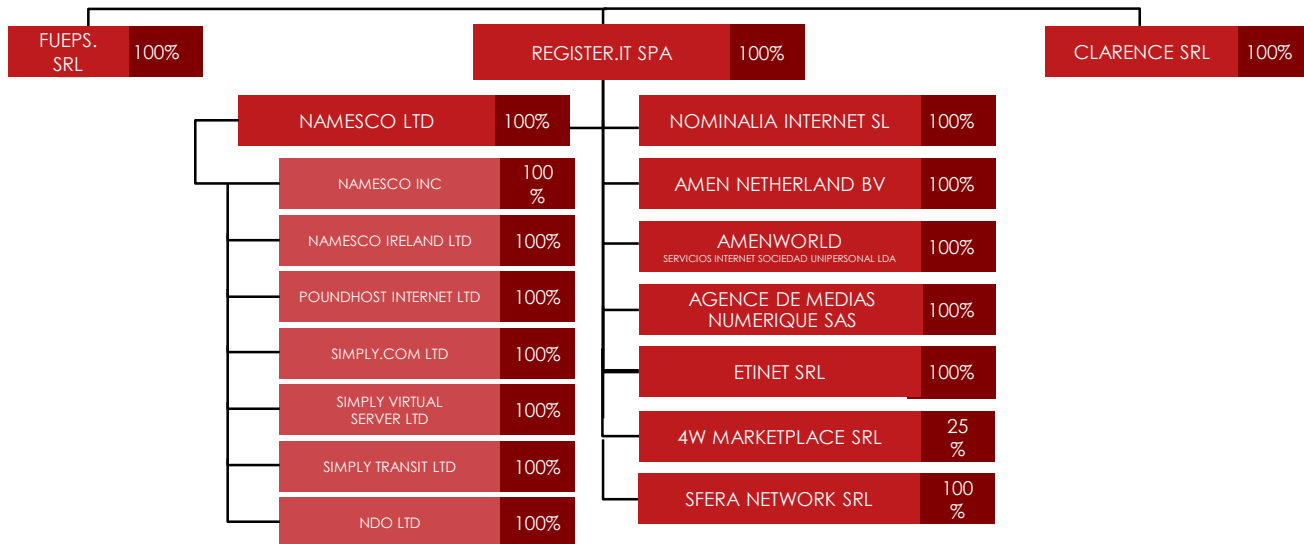 FUEPS.
SRL
100%
REGISTER.IT SPA
100%
CLARENCE SRL
100%
NAMESCO LTD
100%
NAMESCO INC
100
%
NAMESCO IRELAND LTD
100%
POUNDHOST INTERNET LTD
100%
SIMPLY.COM LTD
100%
SIMPLY VIRTUAL
SERVER LTD
100%
SIMPLY TRANSIT LTD
100%
NDO LTD
100%
NOMINALIA INTERNET SL
100%
AMEN NETHERLAND BV
100%
AMENWORLD
SERVICIOS INTERNET SOCIEDAD UNIPERSONAL LDA
100%
AGENCE DE MEDIAS
NUMERIQUE SAS
100%
ETINET SRL
100%
4W MARKETPLACE SRL
25
%
SFERA NETWORK SRL
100
%